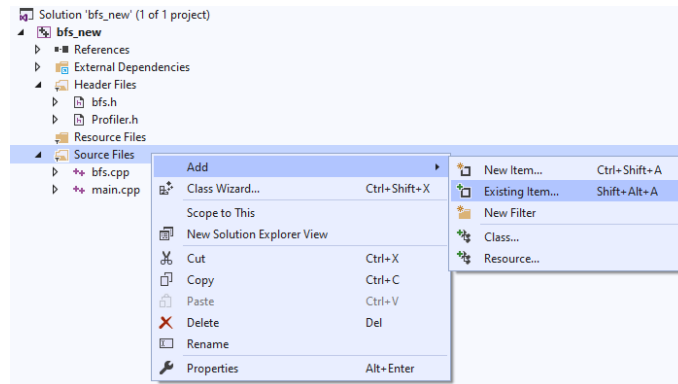 Solution 'bfs_new' (1 of 1 project)
bfs_new
References
External Dependencies
Header Files
bfs.h
Profiler.h
Resource Files
Source Files
bfs.cpp
main.cpp
Add
Class Wizard... Ctrl+Shift+X
Scope to This
New Solution Explorer View
Cut Ctrl+X
Copy Ctrl+C
Paste Ctrl+V
Delete Del
Rename
Properties Alt+Enter
New Item... Ctrl+Shift+A
Existing Item... Shift+Alt+A
New Filter
Class...
Resource...